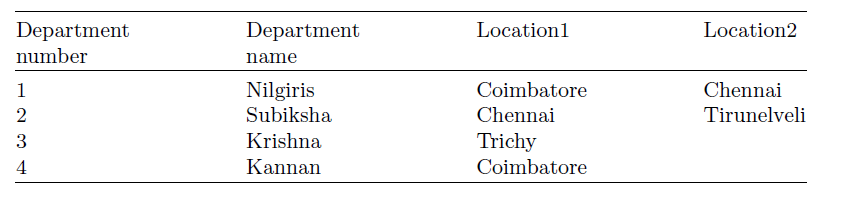 Department Department Location1 Location2
number name
1 Nilgiris Coimbatore Chennai
2 Subiksha Chennai Tirunelveli
3 Krishna Trichy
4 Kannan Coimbatore